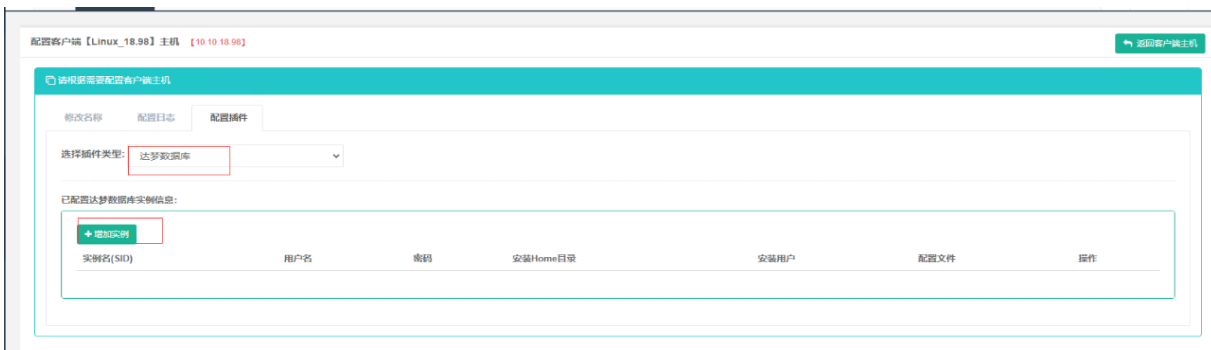 配置客户端【Linux_18.98】主机 【10.10.18.98】
返回客户端主机
请根据需要配置客户端主机
修改名称 配置日志 配置插件
选择插件类型: 达梦数据库
已配置达梦数据库实例信息:
+增加实例
实例名(SID) 用户名 密码 安装Home目录 安装用户 配置文件 操作